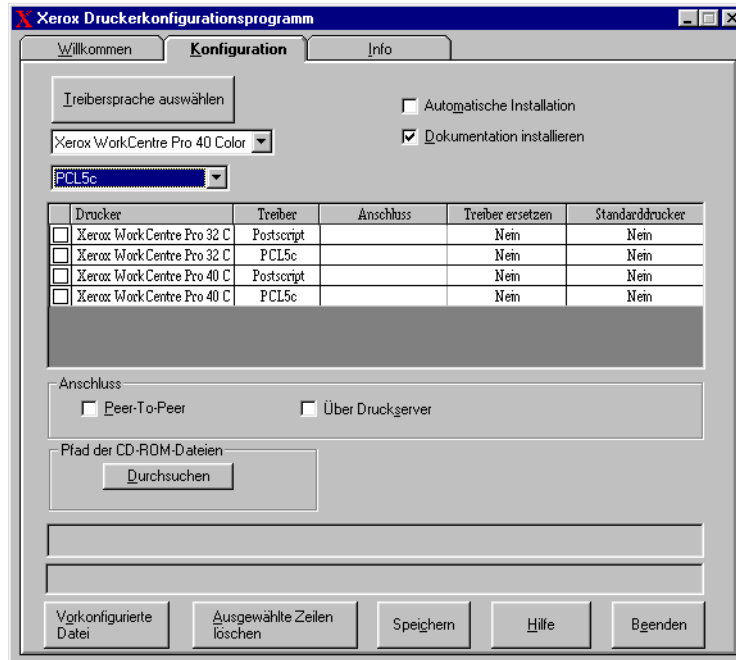 Xerox Druckerkonfigurationsprogramm
Willkommen Konfiguration Info
Treibersprache auswählen
Automatische Installation
Xerox WorkCentre Pro 40 Color
Dokumentation installieren
PCL5c
Drucker Treiber Anschluss Treiber ersetzen Standarddrucker
Xerox WorkCentre Pro 32 C Postscript Nein Nein
Xerox WorkCentre Pro 32 C PCL5c Nein Nein
Xerox WorkCentre Pro 40 C Postscript Nein Nein
Xerox WorkCentre Pro 40 C PCL5c Nein Nein
Anschluss
Peer-To-Peer Über Druckserver
Pfad der CD-ROM-Dateien
Durchsuchen
Vorkonfigurierte
Datei
Ausgewählte Zeilen
löschen
Speichern
Hilfe
Beenden